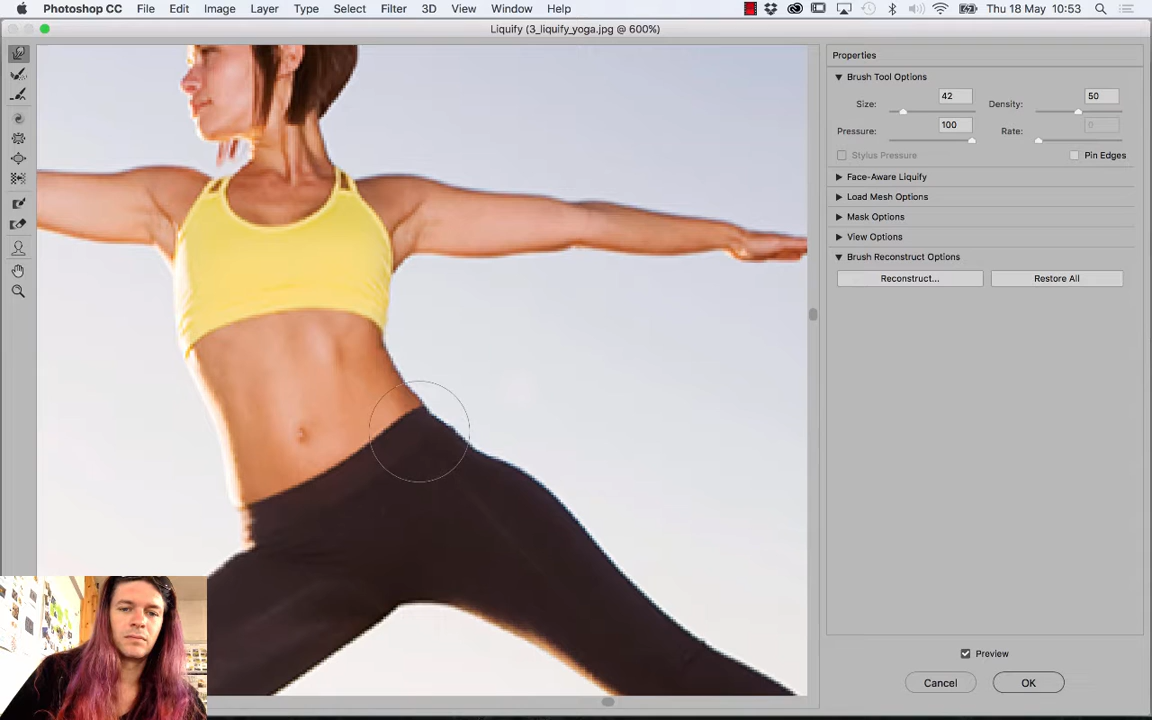 Photoshop CC File Edit Image Layer Type Select Filter 3D View Window Help Thu 18 May 10:53
Liquify (3_liquify_yoga.jpg @ 600%)
Properties
Brush Tool Options
Size: 42 Density: 50
Pressure: 100 Rate: 0
Stylus Pressure Pin Edges
Face-Aware Liquify
Load Mesh Options
Mask Options
View Options
Brush Reconstruct Options
Reconstruct... Restore All
Preview
Cancel OK